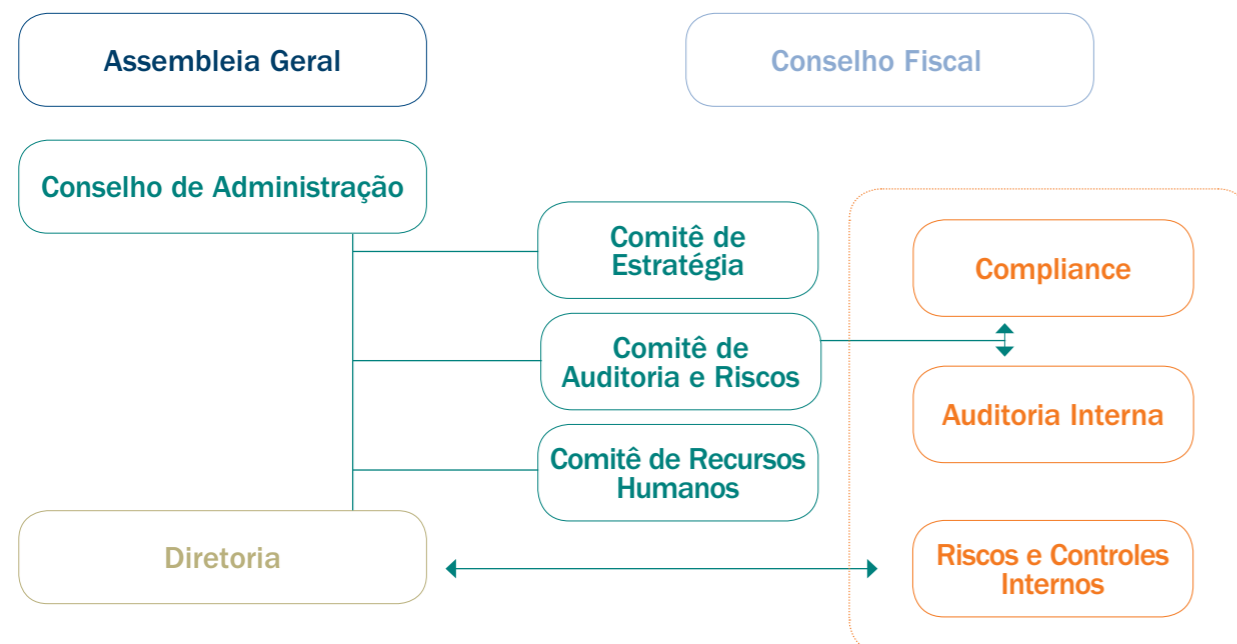 Assembleia Geral
Conselho Fiscal
Conselho de Administração
Comitê de
Estratégia
Compliance
Comitê de
Auditoria e Riscos
Auditoria Interna
Comitê de Recursos
Humanos
Diretoria
Riscos e Controles
Internos